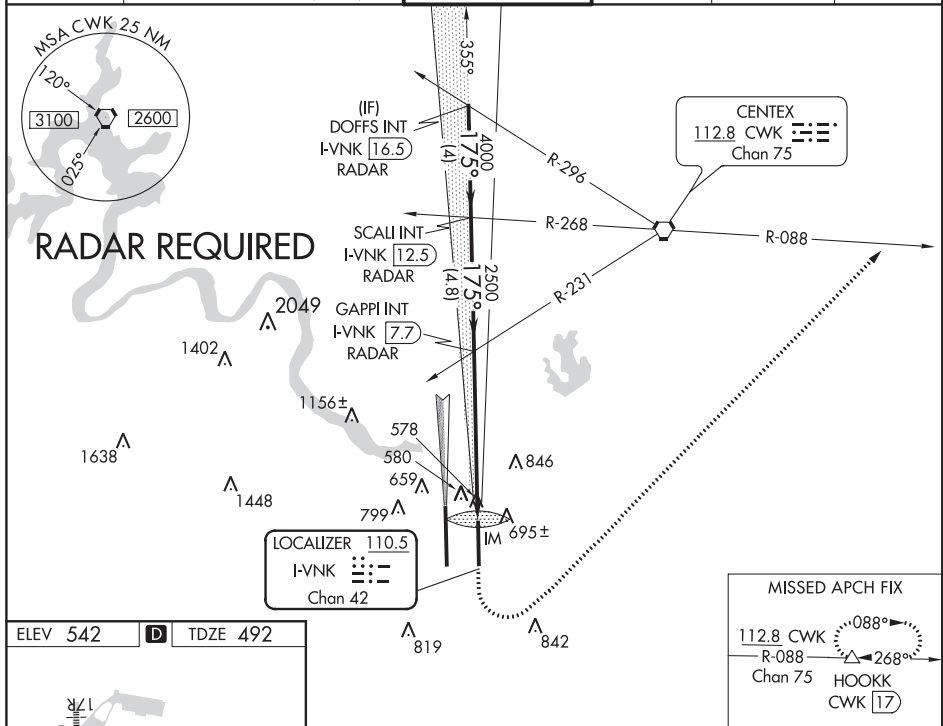 MSA CWK 25 NM
120°
3100
2600
025°
RADAR REQUIRED
355°
(IF)
DOFFS INT
I-VNK 16.5
RADAR
4000
175°
(4)
R-296
CENTEX
112.8 CWK
Chan 75
SCALI INT
I-VNK 12.5
RADAR
R-268
R-088
2500
175°
(4.8)
R-231
GAPPI INT
I-VNK 7.7
RADAR
2049
1402
1156±
1638
1448
578
580
659
799
846
695±
IM
LOCALIZER 110.5
I-VNK
Chan 42
819
842
MISSED APCH FIX
112.8 CWK
R-088
Chan 75
088°
268°
HOOKK
CWK 17
ELEV 542
D
TDZE 492
17R